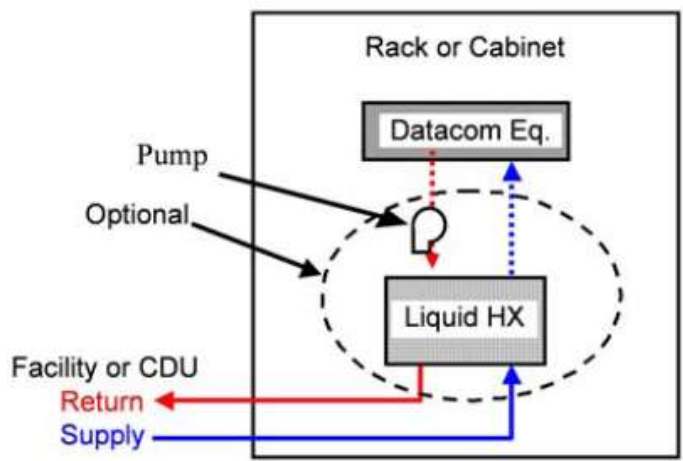 Rack or Cabinet
Datacom Eq.
Pump
Optional
Liquid HX
Facility or CDU
Return
Supply